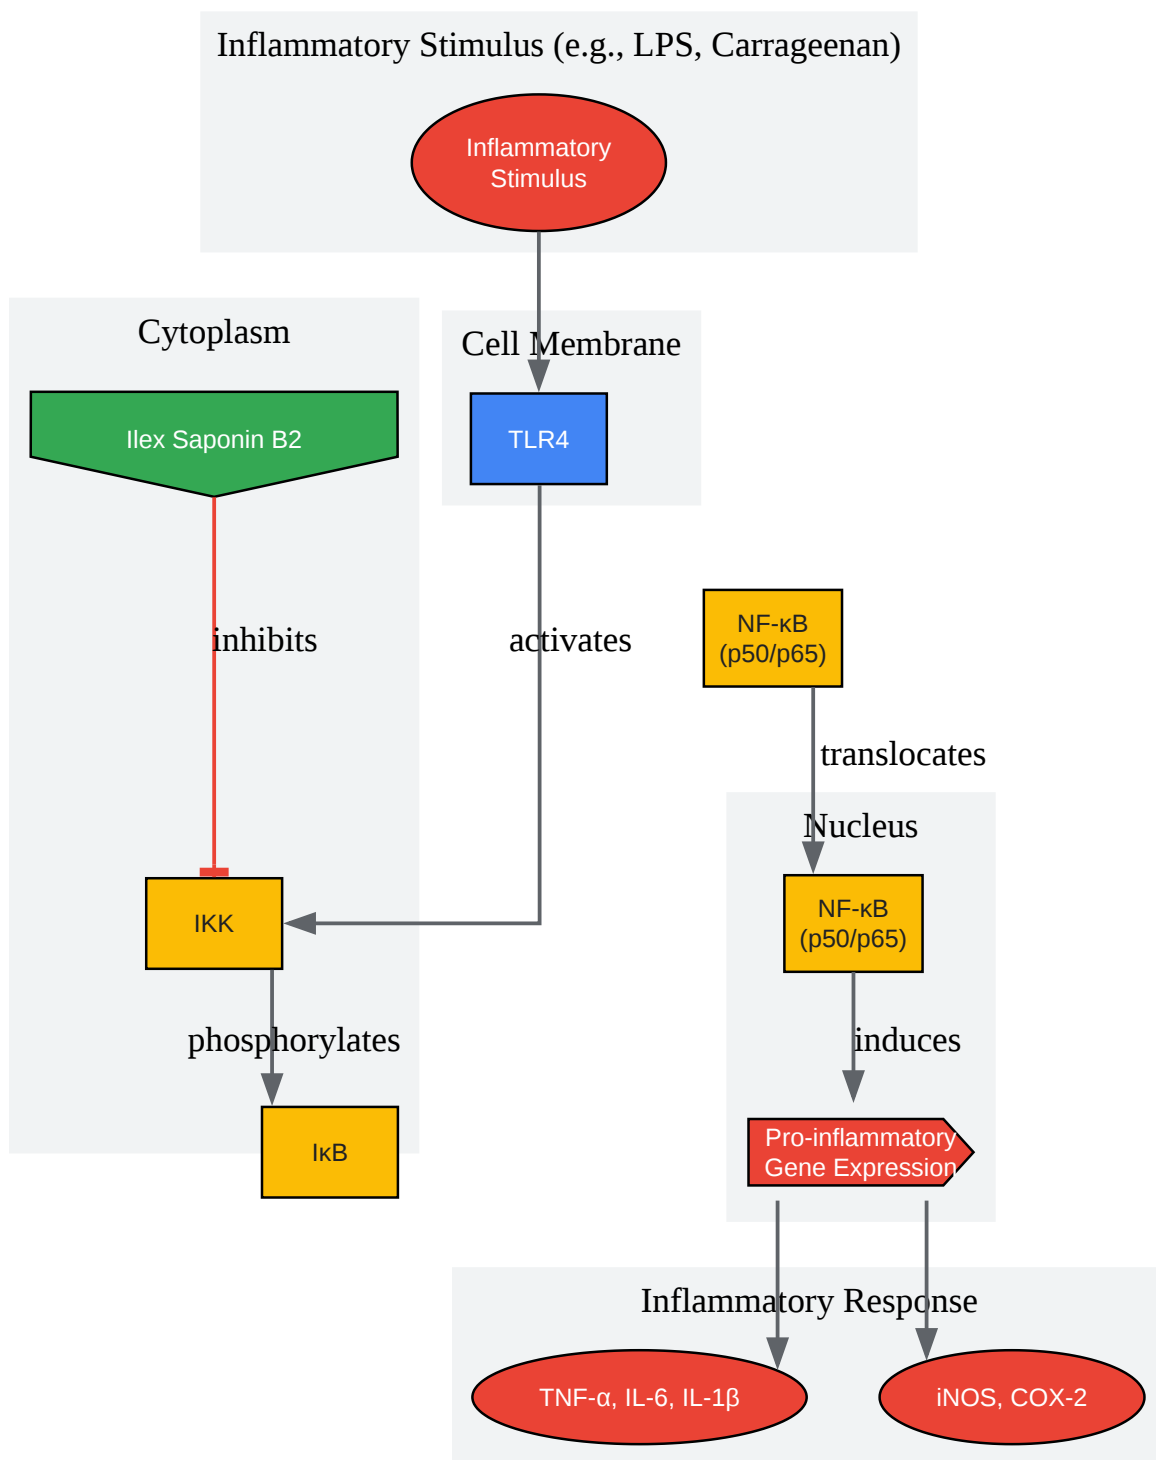 Inflammatory Stimulus (e.g., LPS, Carrageenan)
Inflammatory
Stimulus
Cytoplasm
Cell Membrane
Ilex Saponin B2
TLR4
inhibits
activates
NF-κB
(p50/p65)
translocates
Nucleus
IKK
NF-κB
(p50/p65)
phosphorylates
induces
IκB
Pro-inflammatory
Gene Expression
Inflammatory Response
TNF-α, IL-6, IL-1β
iNOS, COX-2